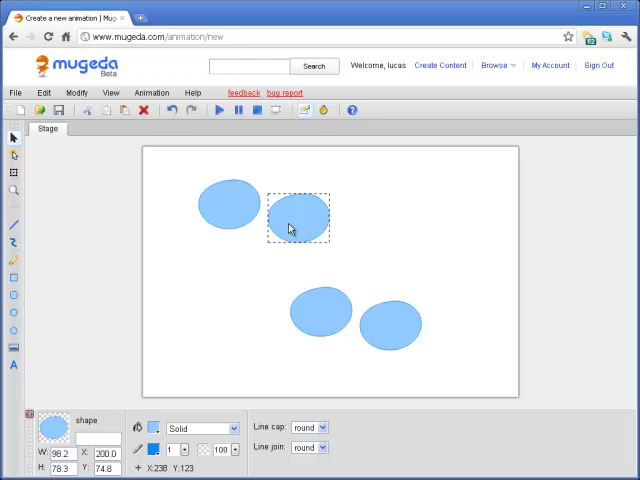 Create a new animation | Mug
www.mugeda.com/animation/new
82
mugeda
Beta
Search
Welcome, lucas
Create Content
Browse
My Account
Sign Out
File Edit Modify View Animation Help feedback bug report
Stage
shape
W: 98.2 X: 200.0
H: 78.3 Y: 74.8
Solid
1 100
X:238 Y:123
Line cap: round
Line join: round
A